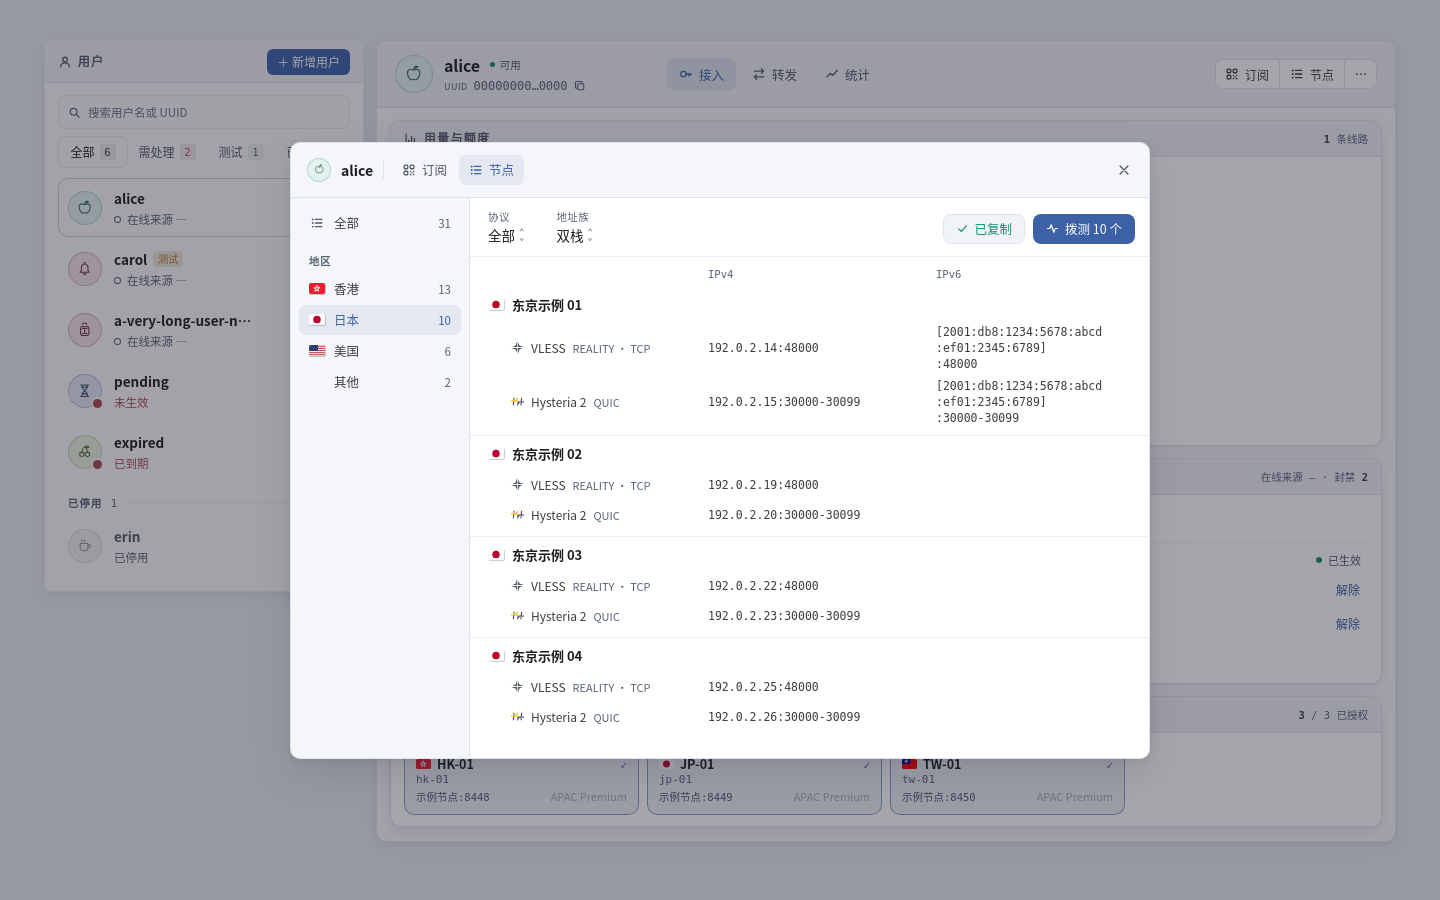 用户
新增用户
搜索用户名或 UUID
全部 6
需处理 2
测试 1
alice
在线来源 —
carol 测试
在线来源 —
a-very-long-user-n···
在线来源 —
pending
未生效
expired
已到期
已停用 1
erin
已停用
alice 可用
UUID 00000000…0000
接入
转发
统计
订阅
节点
···
用量与额度
1 条线路
alice
订阅
节点
全部 31
地区
香港 13
日本 10
美国 6
其他 2
协议
全部
地址族
双栈
已复制
拨测 10 个
IPv4
IPv6
东京示例 01
VLESS REALITY · TCP
192.0.2.14:48000
[2001:db8:1234:5678:abcd
:ef01:2345:6789]
:48000
Hysteria 2 QUIC
192.0.2.15:30000-30099
[2001:db8:1234:5678:abcd
:ef01:2345:6789]
:30000-30099
东京示例 02
VLESS REALITY · TCP
192.0.2.19:48000
Hysteria 2 QUIC
192.0.2.20:30000-30099
东京示例 03
VLESS REALITY · TCP
192.0.2.22:48000
Hysteria 2 QUIC
192.0.2.23:30000-30099
东京示例 04
VLESS REALITY · TCP
192.0.2.25:48000
Hysteria 2 QUIC
192.0.2.26:30000-30099
在线来源 — · 封禁 2
已生效
解除
解除
3 / 3 已授权
HK-01
hk-01
示例节点:8448
APAC Premium
JP-01
jp-01
示例节点:8449
APAC Premium
TW-01
tw-01
示例节点:8450
APAC Premium